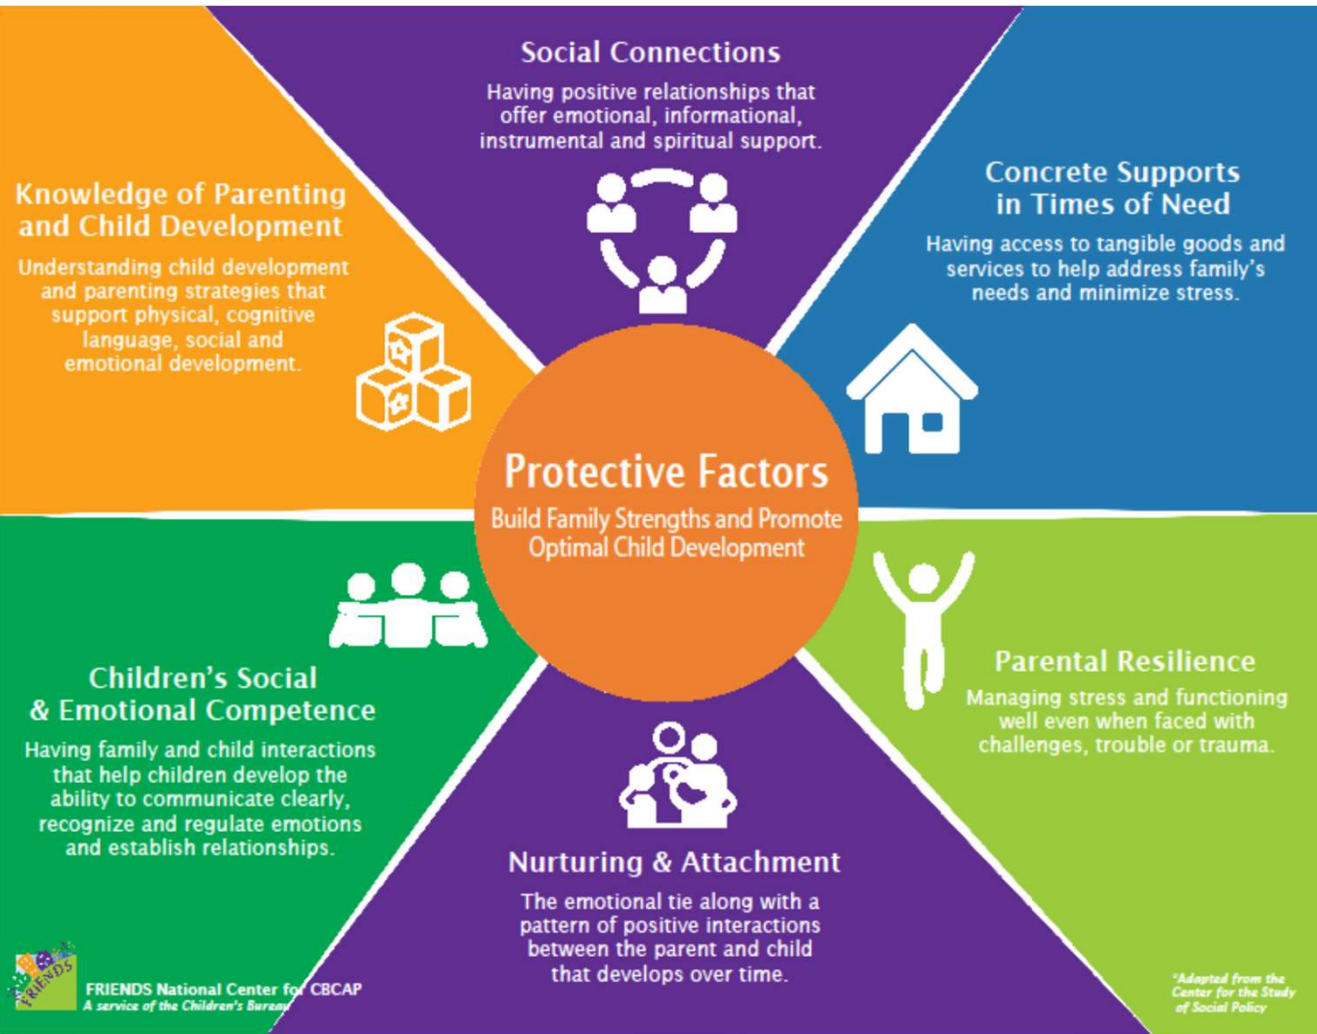 Social Connections
Having positive relationships that
offer emotional, informational,
instrumental and spiritual support.
Concrete Supports
in Times of Need
Having access to tangible goods and
services to help address family's
needs and minimize stress.
Knowledge of Parenting
and Child Development
Understanding child development
and parenting strategies that
support physical, cognitive
language, social and
emotional development.
Protective Factors
Build Family Strengths and Promote
Optimal Child Development
Parental Resilience
Managing stress and functioning
well even when faced with
challenges, trouble or trauma.
Children's Social
& Emotional Competence
Having family and child interactions
that help children develop the
ability to communicate clearly,
recognize and regulate emotions
and establish relationships.
Nurturing & Attachment
The emotional tie along with a
pattern of positive interactions
between the parent and child
that develops over time.
FRIENDS
FRIENDS National Center for CBCAP
A service of the Children's Bureau
*Adapted from the
Center for the Study
of Social Policy